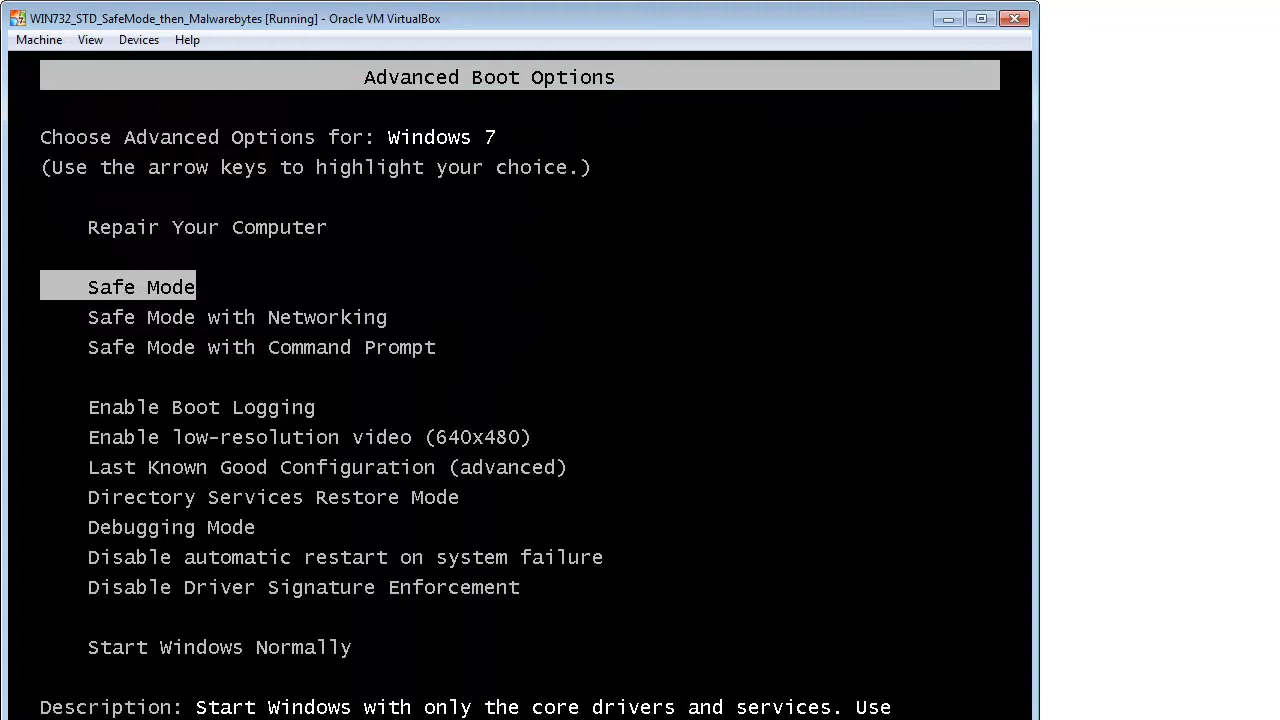 WIN732_STD_SafeMode_then_Malwarebytes [Running] - Oracle VM VirtualBox
Machine View Devices Help
Advanced Boot Options
Choose Advanced Options for: Windows 7
(Use the arrow keys to highlight your choice.)
Repair Your Computer
Safe Mode
Safe Mode with Networking
Safe Mode with Command Prompt
Enable Boot Logging
Enable low-resolution video (640x480)
Last Known Good Configuration (advanced)
Directory Services Restore Mode
Debugging Mode
Disable automatic restart on system failure
Disable Driver Signature Enforcement
Start Windows Normally
Description: Start Windows with only the core drivers and services. Use